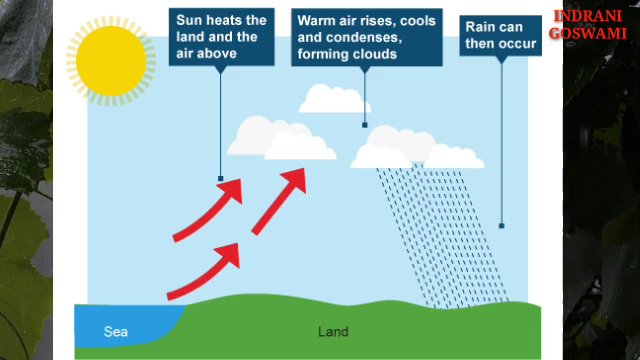 Sun heats the
land and the
air above
Warm air rises, cools
and condenses,
forming clouds
Rain can
then occur
INDRANI
GOSWAMI
Sea
Land